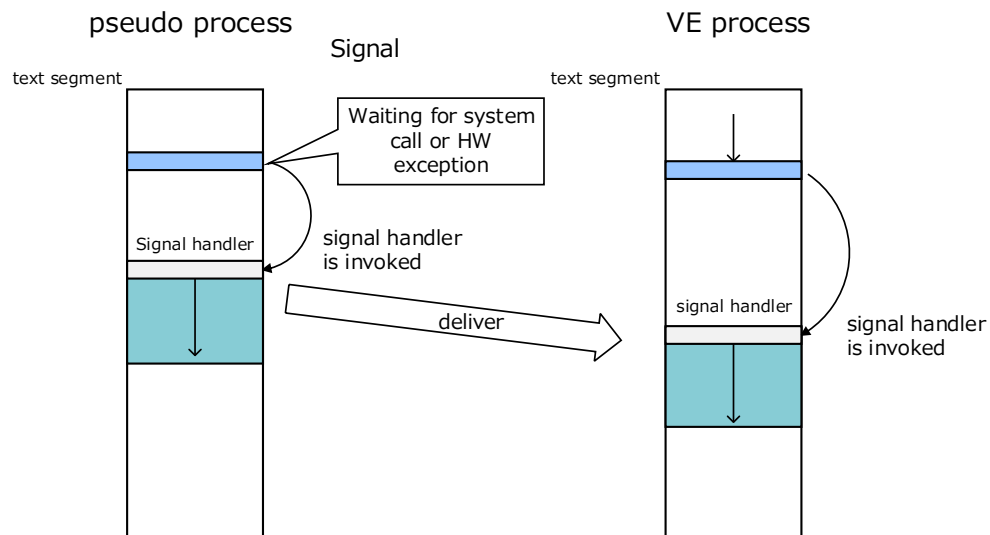 pseudo process
VE process
Signal
text segment
text segment
Waiting for system
call or HW
exception
Signal handler
signal handler
is invoked
deliver
signal handler
signal handler
is invoked